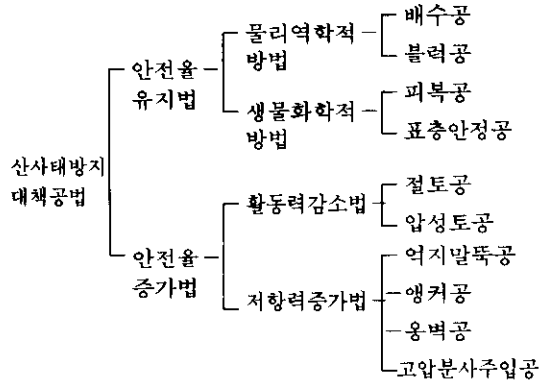 산사태방지
대책공법
안전율
유지법
물리역학적
방법
배수공
블럭공
생물화학적
방법
피복공
표층안정공
안전율
증가법
활동력감소법
절토공
압성토공
저항력증가법
억지말뚝공
앵커공
옹벽공
고압분사주입공